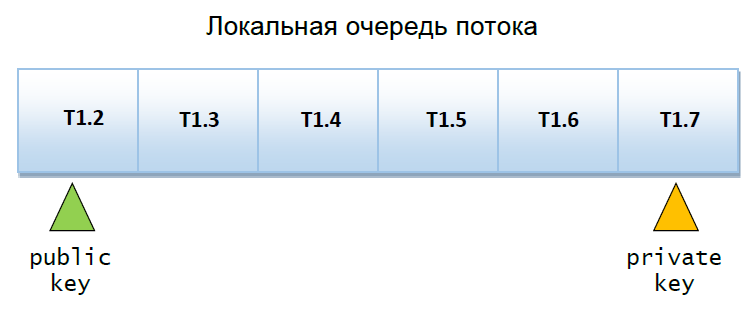 Локальная очередь потока
T1.2 T1.3 T1.4 T1.5 T1.6 T1.7
public private
key key